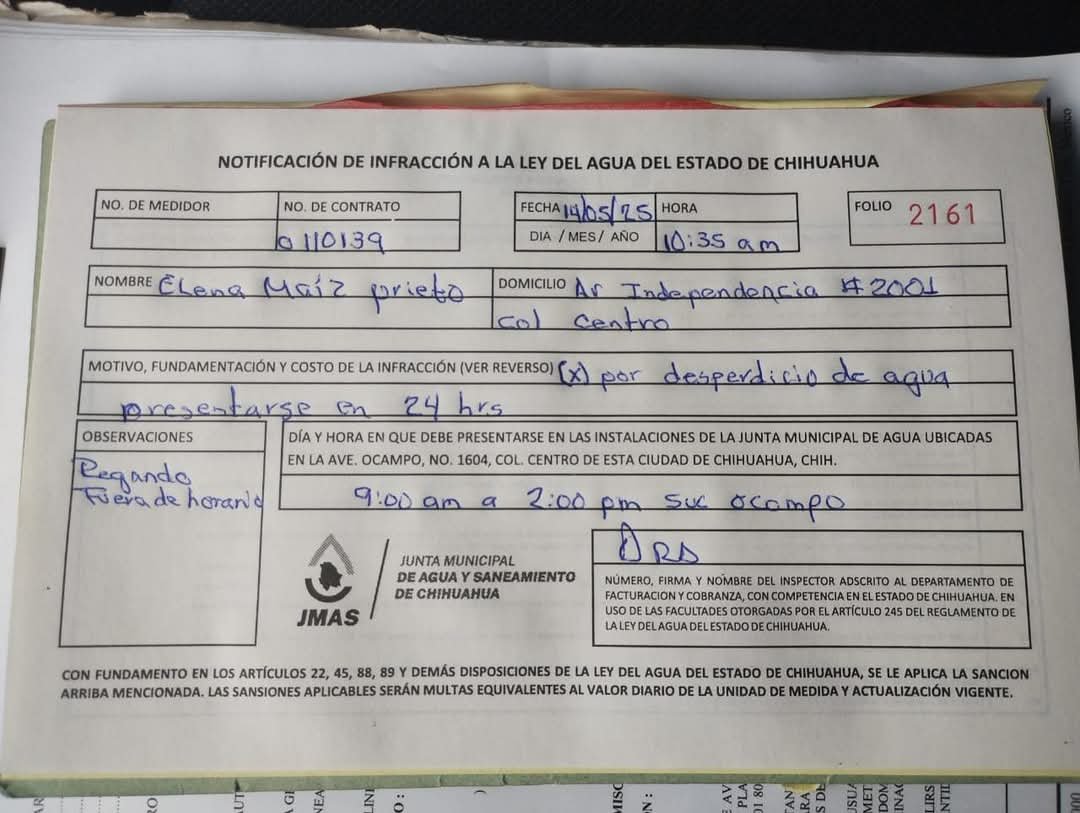 NOTIFICACIÓN DE INFRACCIÓN A LA LEY DEL AGUA DEL ESTADO DE CHIHUAHUA
NO. DE MEDIDOR
NO. DE CONTRATO
0110139
FECHA 14/05/25
DIA / MES / AÑO
HORA
10:35 am
FOLIO 2161
NOMBRE Elena Maíz prieto
DOMICILIO Av Independencia #2001
col centro
MOTIVO, FUNDAMENTACIÓN Y COSTO DE LA INFRACCIÓN (VER REVERSO) (x) por desperdicio de agua
presentarse en 24 hrs
OBSERVACIONES
Regando
Fuera de horario
DÍA Y HORA EN QUE DEBE PRESENTARSE EN LAS INSTALACIONES DE LA JUNTA MUNICIPAL DE AGUA UBICADAS
EN LA AVE. OCAMPO, NO. 1604, COL. CENTRO DE ESTA CIUDAD DE CHIHUAHUA, CHIH.
9:00 am a 2:00 pm suc ocampo
JMAS
JUNTA MUNICIPAL
DE AGUA Y SANEAMIENTO
DE CHIHUAHUA
NÚMERO, FIRMA Y NOMBRE DEL INSPECTOR ADSCRITO AL DEPARTAMENTO DE
FACTURACION Y COBRANZA, CON COMPETENCIA EN EL ESTADO DE CHIHUAHUA. EN
USO DE LAS FACULTADES OTORGADAS POR EL ARTÍCULO 245 DEL REGLAMENTO DE
LA LEY DEL AGUA DEL ESTADO DE CHIHUAHUA.
CON FUNDAMENTO EN LOS ARTÍCULOS 22, 45, 88, 89 Y DEMÁS DISPOSICIONES DE LA LEY DEL AGUA DEL ESTADO DE CHIHUAHUA, SE LE APLICA LA SANCION
ARRIBA MENCIONADA. LAS SANSIONES APLICABLES SERÁN MULTAS EQUIVALENTES AL VALOR DIARIO DE LA UNIDAD DE MEDIDA Y ACTUALIZACIÓN VIGENTE.